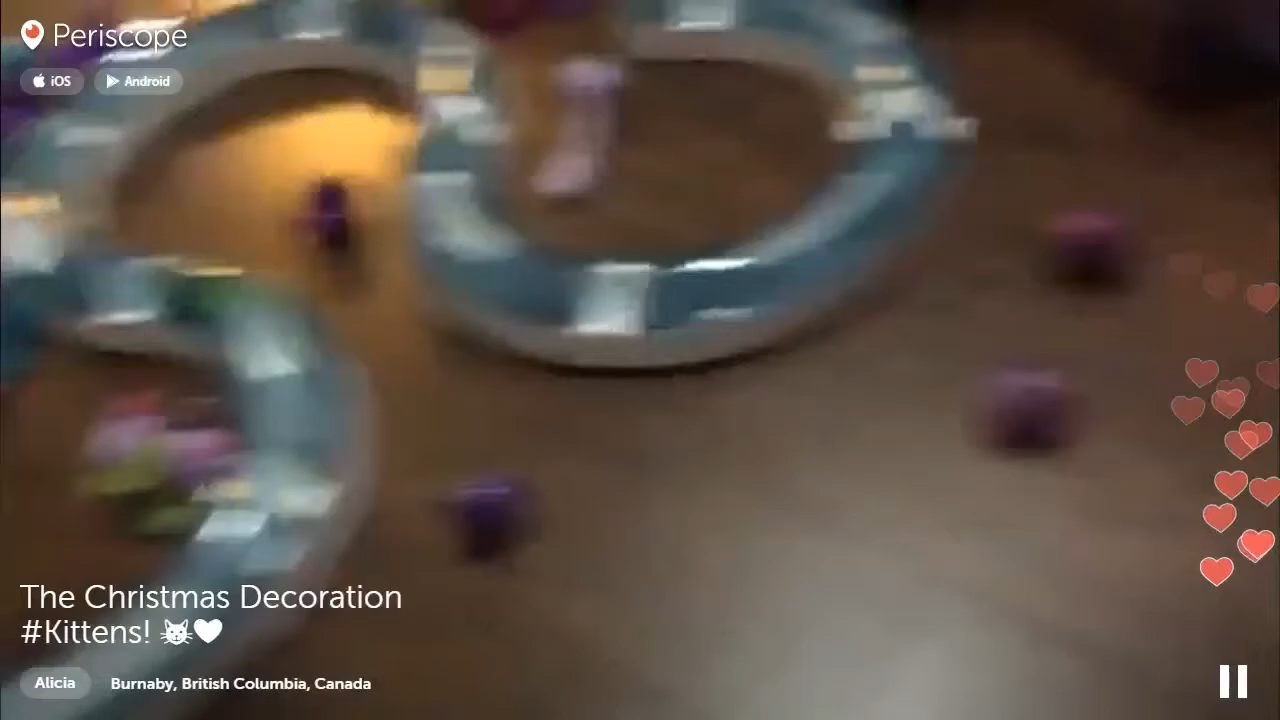 Periscope
iOS
Android
The Christmas Decoration
#Kittens! 🐱❤
Alicia
Burnaby, British Columbia, Canada